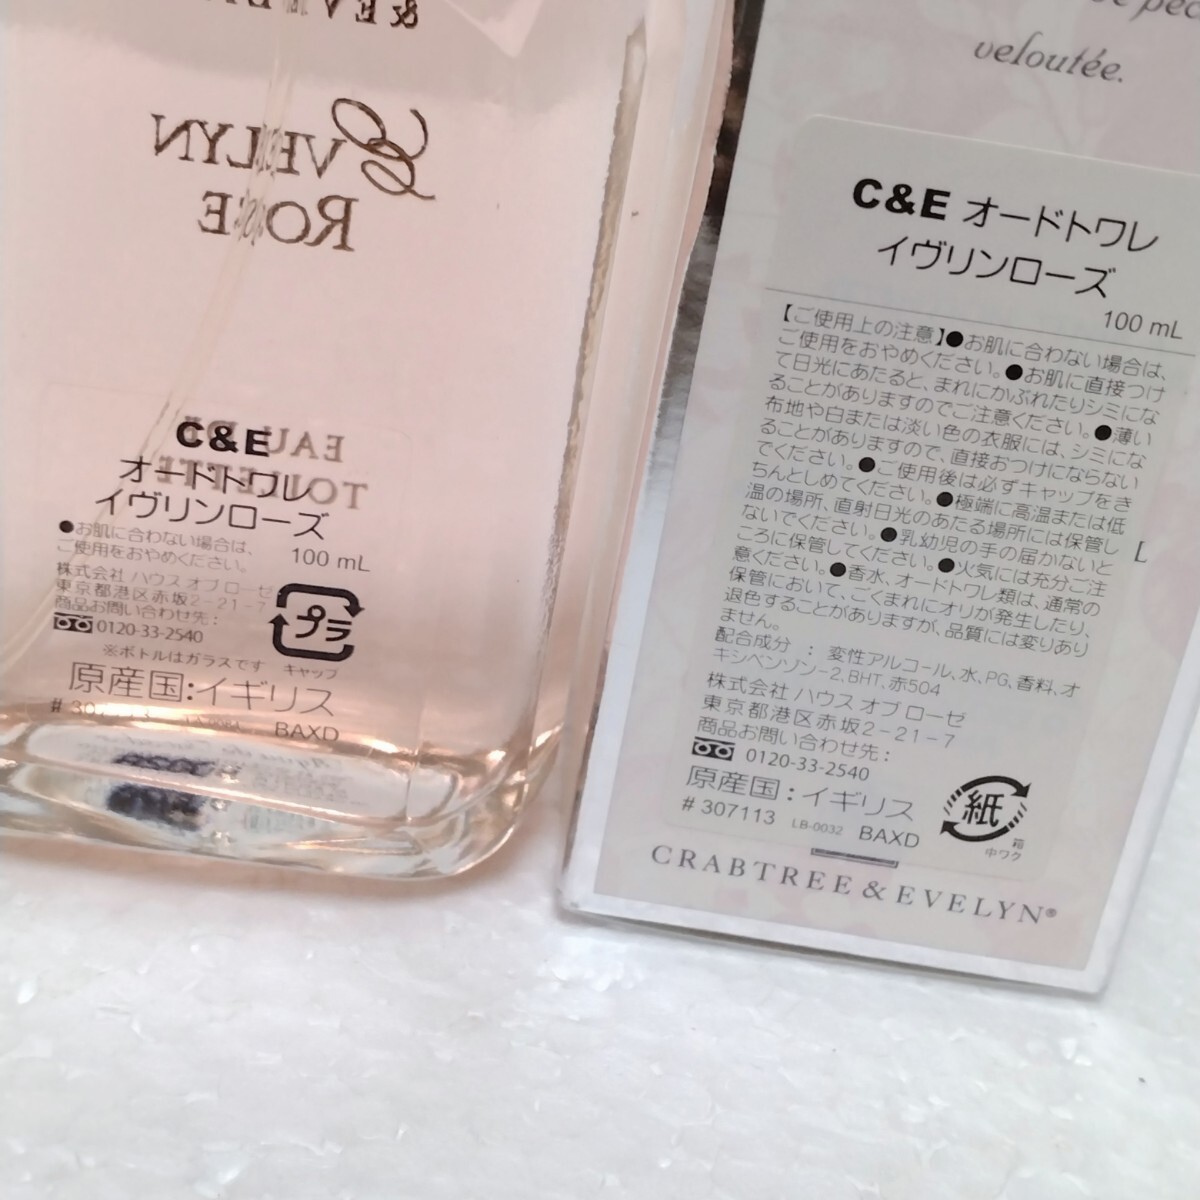 EVELYN
ROSE
EAU DE
TOILETTE
C&E
オードトワレ
イヴリンローズ
100 mL
●お肌に合わない場合は、
ご使用をおやめください。
株式会社 ハウス オブ ローゼ
東京都港区赤坂2-21-7
商品お問い合わせ先:
0120-33-2540
プラ
※ボトルはガラスです キャップ
原産国:イギリス
# 307113
BAXD
veloutée.
C&E オードトワレ
イヴリンローズ
100 mL
【ご使用上の注意】●お肌に合わない場合は、
ご使用をおやめください。●お肌に直接つけ
て日光にあたると、まれにかぶれたりシミにな
ることがありますのでご注意ください。●薄い
布地や白または淡い色の衣服には、シミにな
ることがありますので、直接おつけにならない
でください。●ご使用後は必ずキャップをき
ちんとしめてください。●極端に高温または低
温の場所、直射日光のあたる場所には保管し
ないでください。●乳幼児の手の届かないと
ころに保管してください。●火気には充分ご注
意ください。●香水、オードトワレ類は、通常の
保管において、ごくまれにオリが発生したり、
退色することがありますが、品質には変りあり
ません。
配合成分 : 変性アルコール、水、PG、香料、オ
キシベンゾン-2、BHT、赤504
株式会社 ハウス オブ ローゼ
東京都港区赤坂2-21-7
商品お問い合わせ先:
0120-33-2540
原産国:イギリス
# 307113 LB-0032 BAXD
紙
箱
中ワク
CRABTREE & EVELYN®